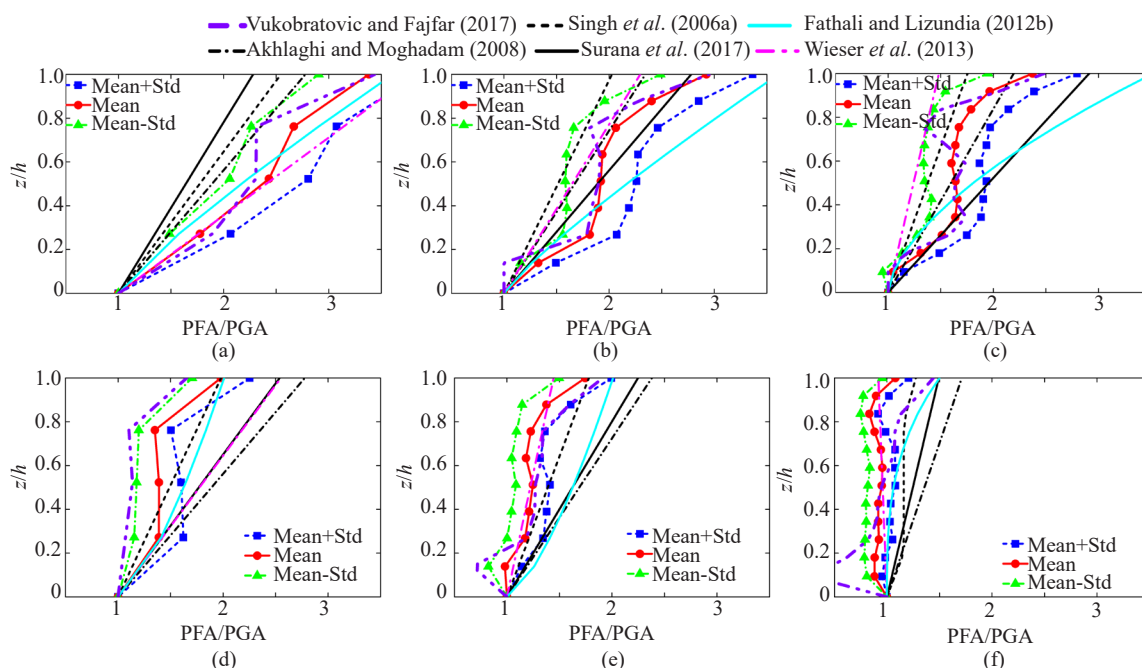 Vukobratovic and Fajfar (2017) Singh et al. (2006a) Fathali and Lizundia (2012b)
Akhlaghi and Moghadam (2008) Surana et al. (2017) Wieser et al. (2013)
1.0 1.0 1.0
Mean+Std Mean+Std Mean+Std
0.8 Mean 0.8 Mean 0.8 Mean
Mean-Std Mean-Std Mean-Std
0.6 0.6 0.6
z/h z/h z/h
0.4 0.4 0.4
0.2 0.2 0.2
0 0 0
1 2 3 1 2 3 1 2 3
PFA/PGA PFA/PGA PFA/PGA
(a) (b) (c)
1.0 1.0 1.0
0.8 0.8 0.8
0.6 0.6 0.6
z/h z/h z/h
0.4 0.4 0.4
Mean+Std Mean+Std Mean+Std
0.2 Mean 0.2 Mean 0.2 Mean
Mean-Std Mean-Std Mean-Std
0 0 0
1 2 3 1 2 3 1 2 3
PFA/PGA PFA/PGA PFA/PGA
(d) (e) (f)